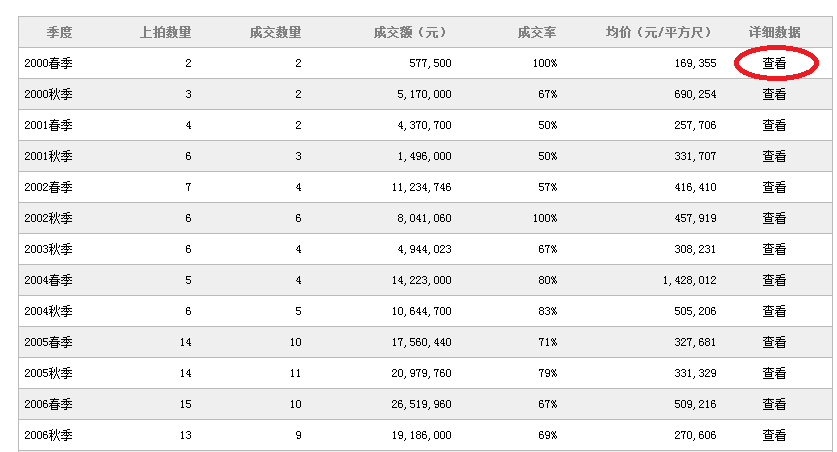 季度 上拍数量 成交数量 成交额（元） 成交率 均价（元/平方尺） 详细数据
2000春季 2 2 577,500 100% 169,355 查看
2000秋季 3 2 5,170,000 67% 690,254 查看
2001春季 4 2 4,370,700 50% 257,706 查看
2001秋季 6 3 1,496,000 50% 331,707 查看
2002春季 7 4 11,234,746 57% 416,410 查看
2002秋季 6 6 8,041,060 100% 457,919 查看
2003秋季 6 4 4,944,023 67% 308,231 查看
2004春季 5 4 14,223,000 80% 1,428,012 查看
2004秋季 6 5 10,644,700 83% 505,206 查看
2005春季 14 10 17,560,440 71% 327,681 查看
2005秋季 14 11 20,979,760 79% 331,329 查看
2006春季 15 10 26,519,960 67% 509,216 查看
2006秋季 13 9 19,186,000 69% 270,606 查看